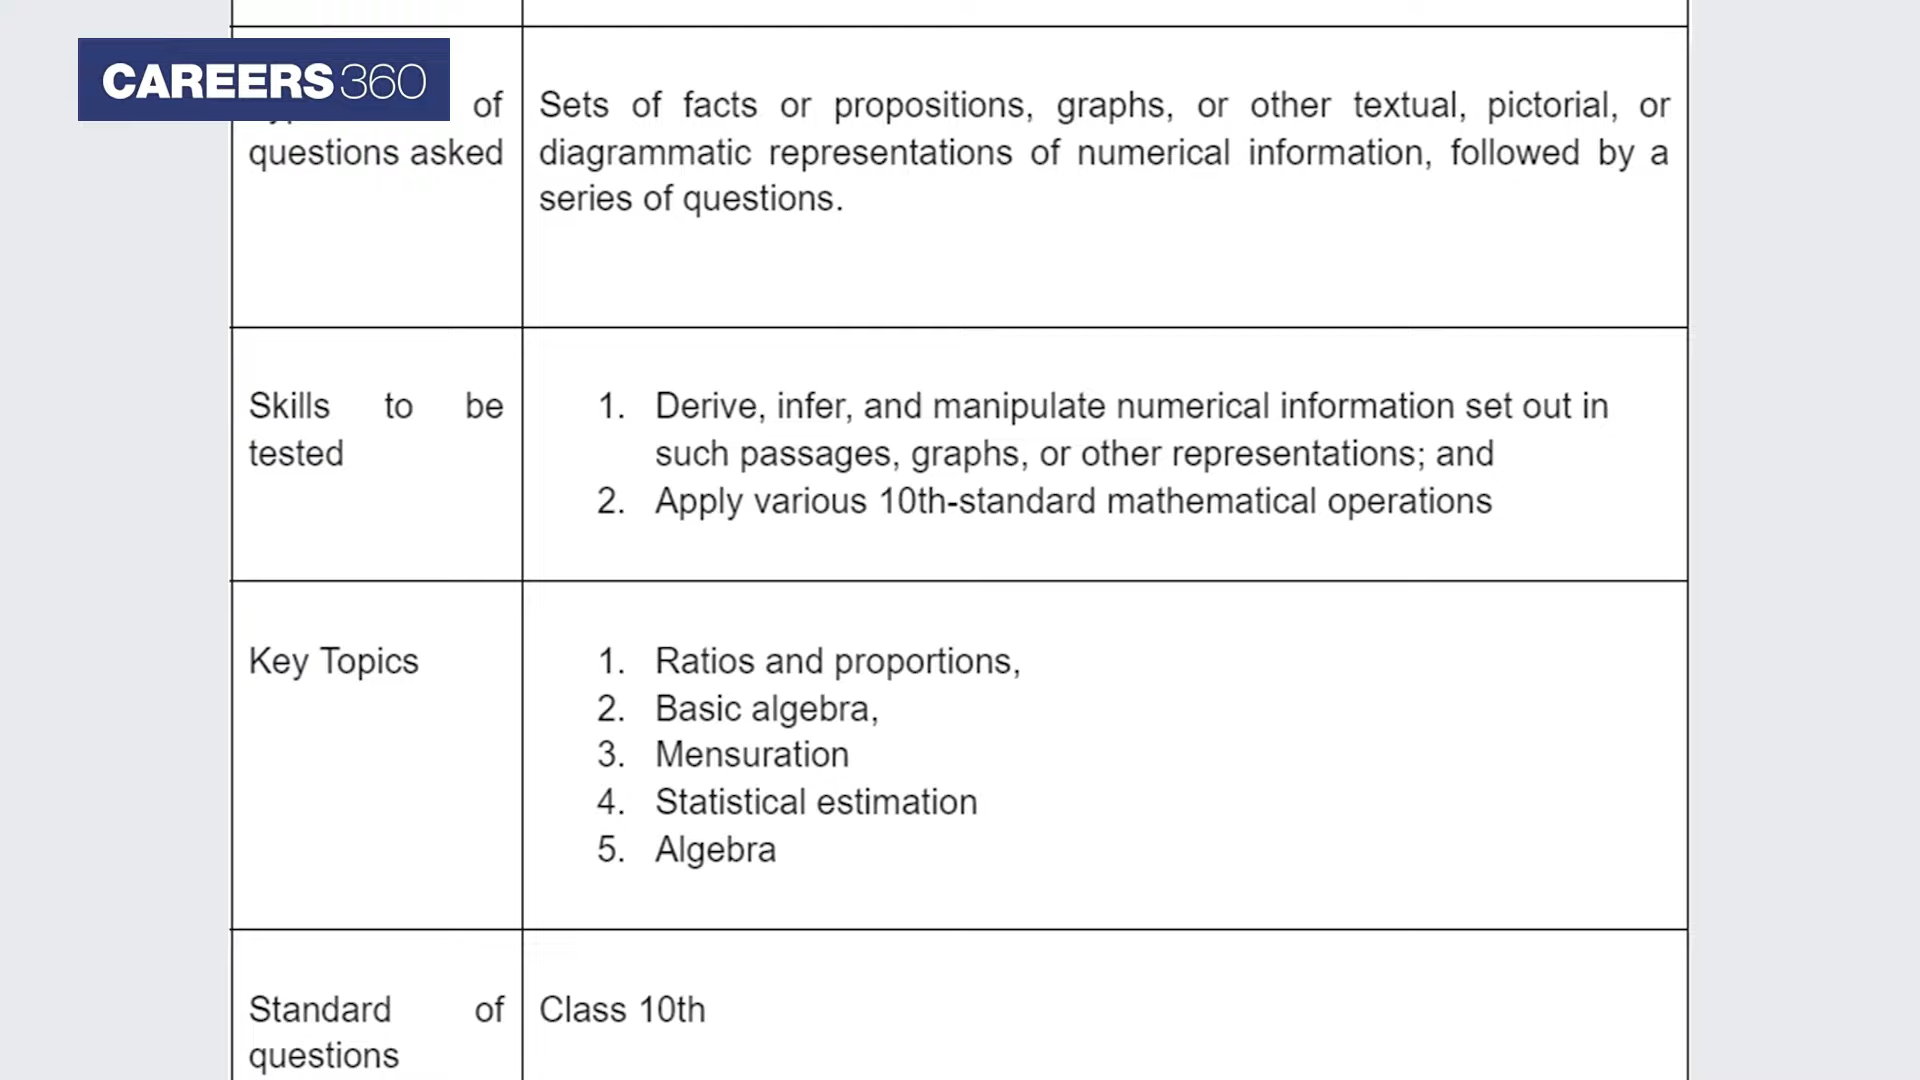 CAREERS360
of
questions asked
Sets of facts or propositions, graphs, or other textual, pictorial, or
diagrammatic representations of numerical information, followed by a
series of questions.
Skills to be
tested
1. Derive, infer, and manipulate numerical information set out in
such passages, graphs, or other representations; and
2. Apply various 10th-standard mathematical operations
Key Topics
1. Ratios and proportions,
2. Basic algebra,
3. Mensuration
4. Statistical estimation
5. Algebra
Standard of
questions
Class 10th